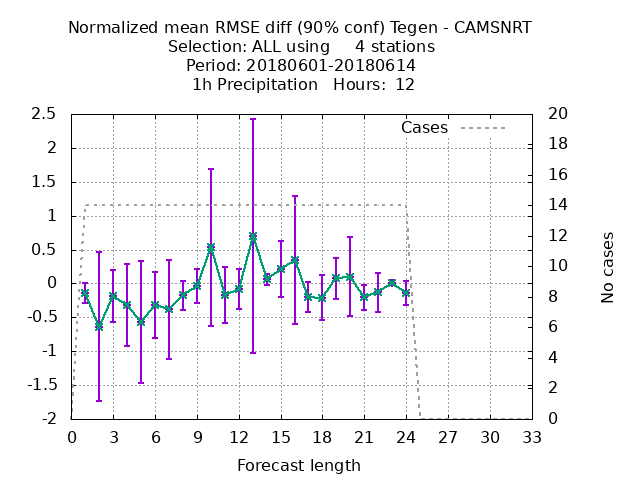 Normalized mean RMSE diff (90% conf) Tegen - CAMSNRT
Selection: ALL using     4 stations
Period: 20180601-20180614
1h Precipitation   Hours:  12
Cases
2.5
2
1.5
1
0.5
0
-0.5
-1
-1.5
-2
20
18
16
14
12
10
8
6
4
2
0
No cases
0 3 6 9 12 15 18 21 24 27 30 33
Forecast length